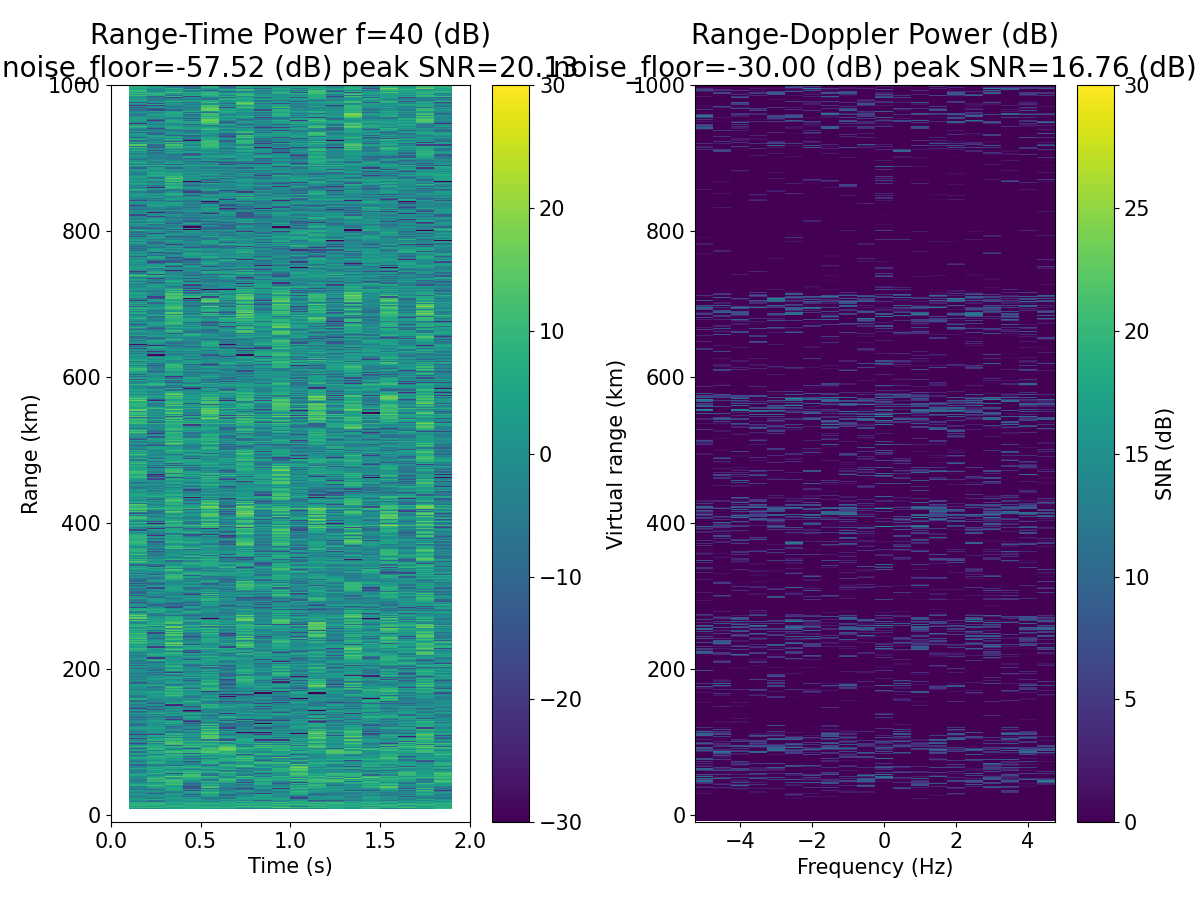 Range-Time Power f=40 (dB)
noise_floor=-57.52 (dB) peak SNR=20.13
Range-Doppler Power (dB)
noise_floor=-30.00 (dB) peak SNR=16.76 (dB)
1000
800
600
400
200
0
Range (km)
0.0 0.5 1.0 1.5 2.0
Time (s)
30
20
10
0
−10
−20
−30
1000
800
600
400
200
0
Virtual range (km)
−4 −2 0 2 4
Frequency (Hz)
30
25
20
15
10
5
0
SNR (dB)